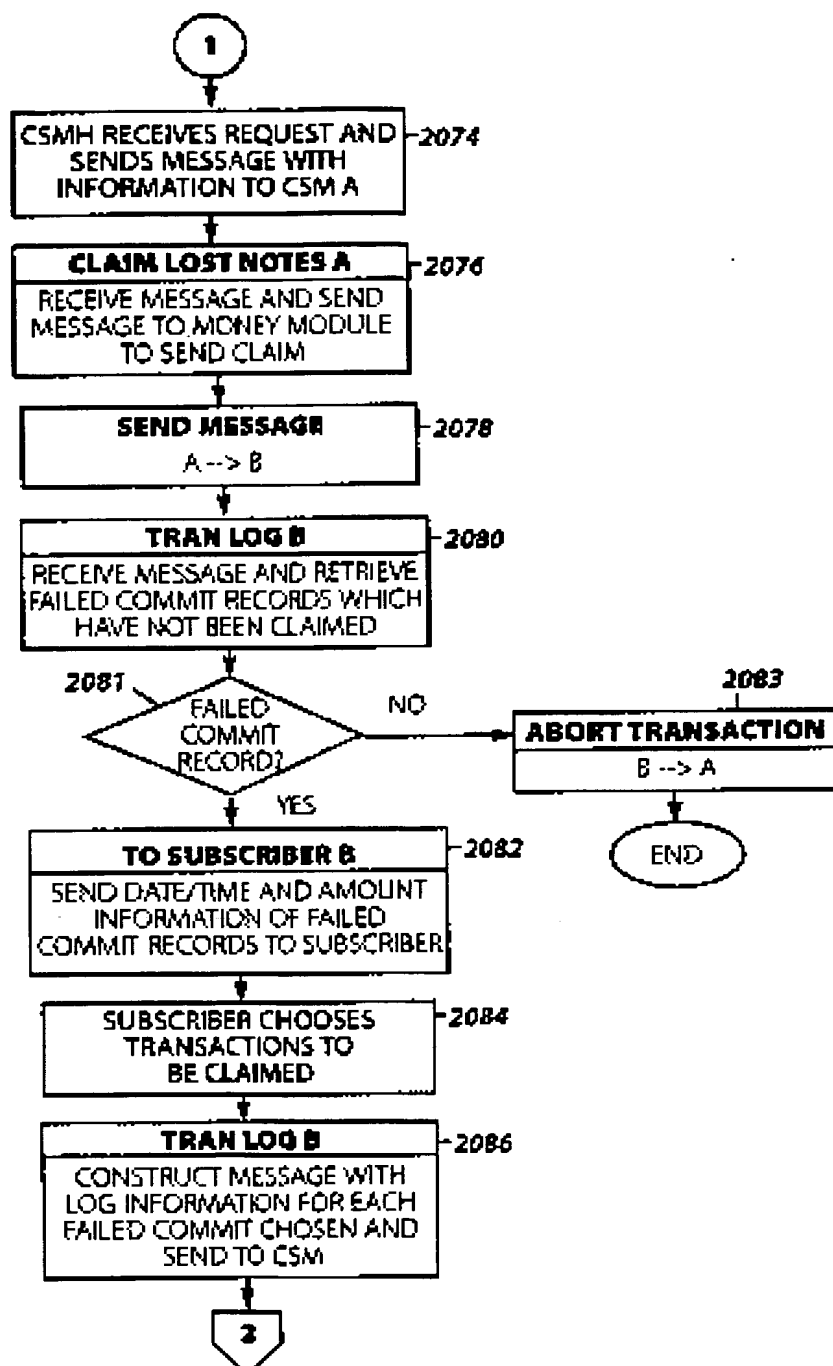 1
CSMH RECEIVES REQUEST AND
SENDS MESSAGE WITH
INFORMATION TO CSM A
2074
CLAIM LOST NOTES A
2076
RECEIVE MESSAGE AND SEND
MESSAGE TO MONEY MODULE
TO SEND CLAIM
SEND MESSAGE
2078
A --> B
TRAN LOG B
2080
RECEIVE MESSAGE AND RETRIEVE
FAILED COMMIT RECORDS WHICH
HAVE NOT BEEN CLAIMED
2081
FAILED
COMMIT
RECORD?
NO
2083
ABORT TRANSACTION
B --> A
END
YES
TO SUBSCRIBER B
2082
SEND DATE/TIME AND AMOUNT
INFORMATION OF FAILED
COMMIT RECORDS TO SUBSCRIBER
SUBSCRIBER CHOOSES
TRANSACTIONS TO
BE CLAIMED
2084
TRAN LOG B
2086
CONSTRUCT MESSAGE WITH
LOG INFORMATION FOR EACH
FAILED COMMIT CHOSEN AND
SEND TO CSM
2